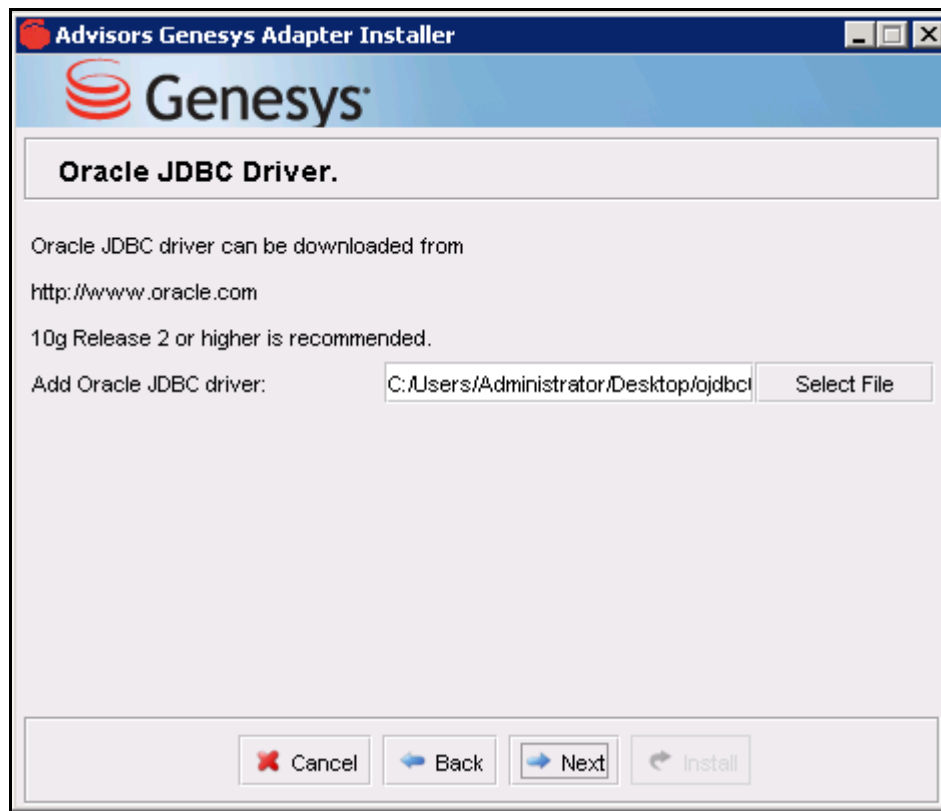 Advisors Genesys Adapter Installer
Genesys
Oracle JDBC Driver.
Oracle JDBC driver can be downloaded from
http://www.oracle.com
10g Release 2 or higher is recommended.
Add Oracle JDBC driver: C:/Users/Administrator/Desktop/ojdbc Select File
Cancel Back Next Install